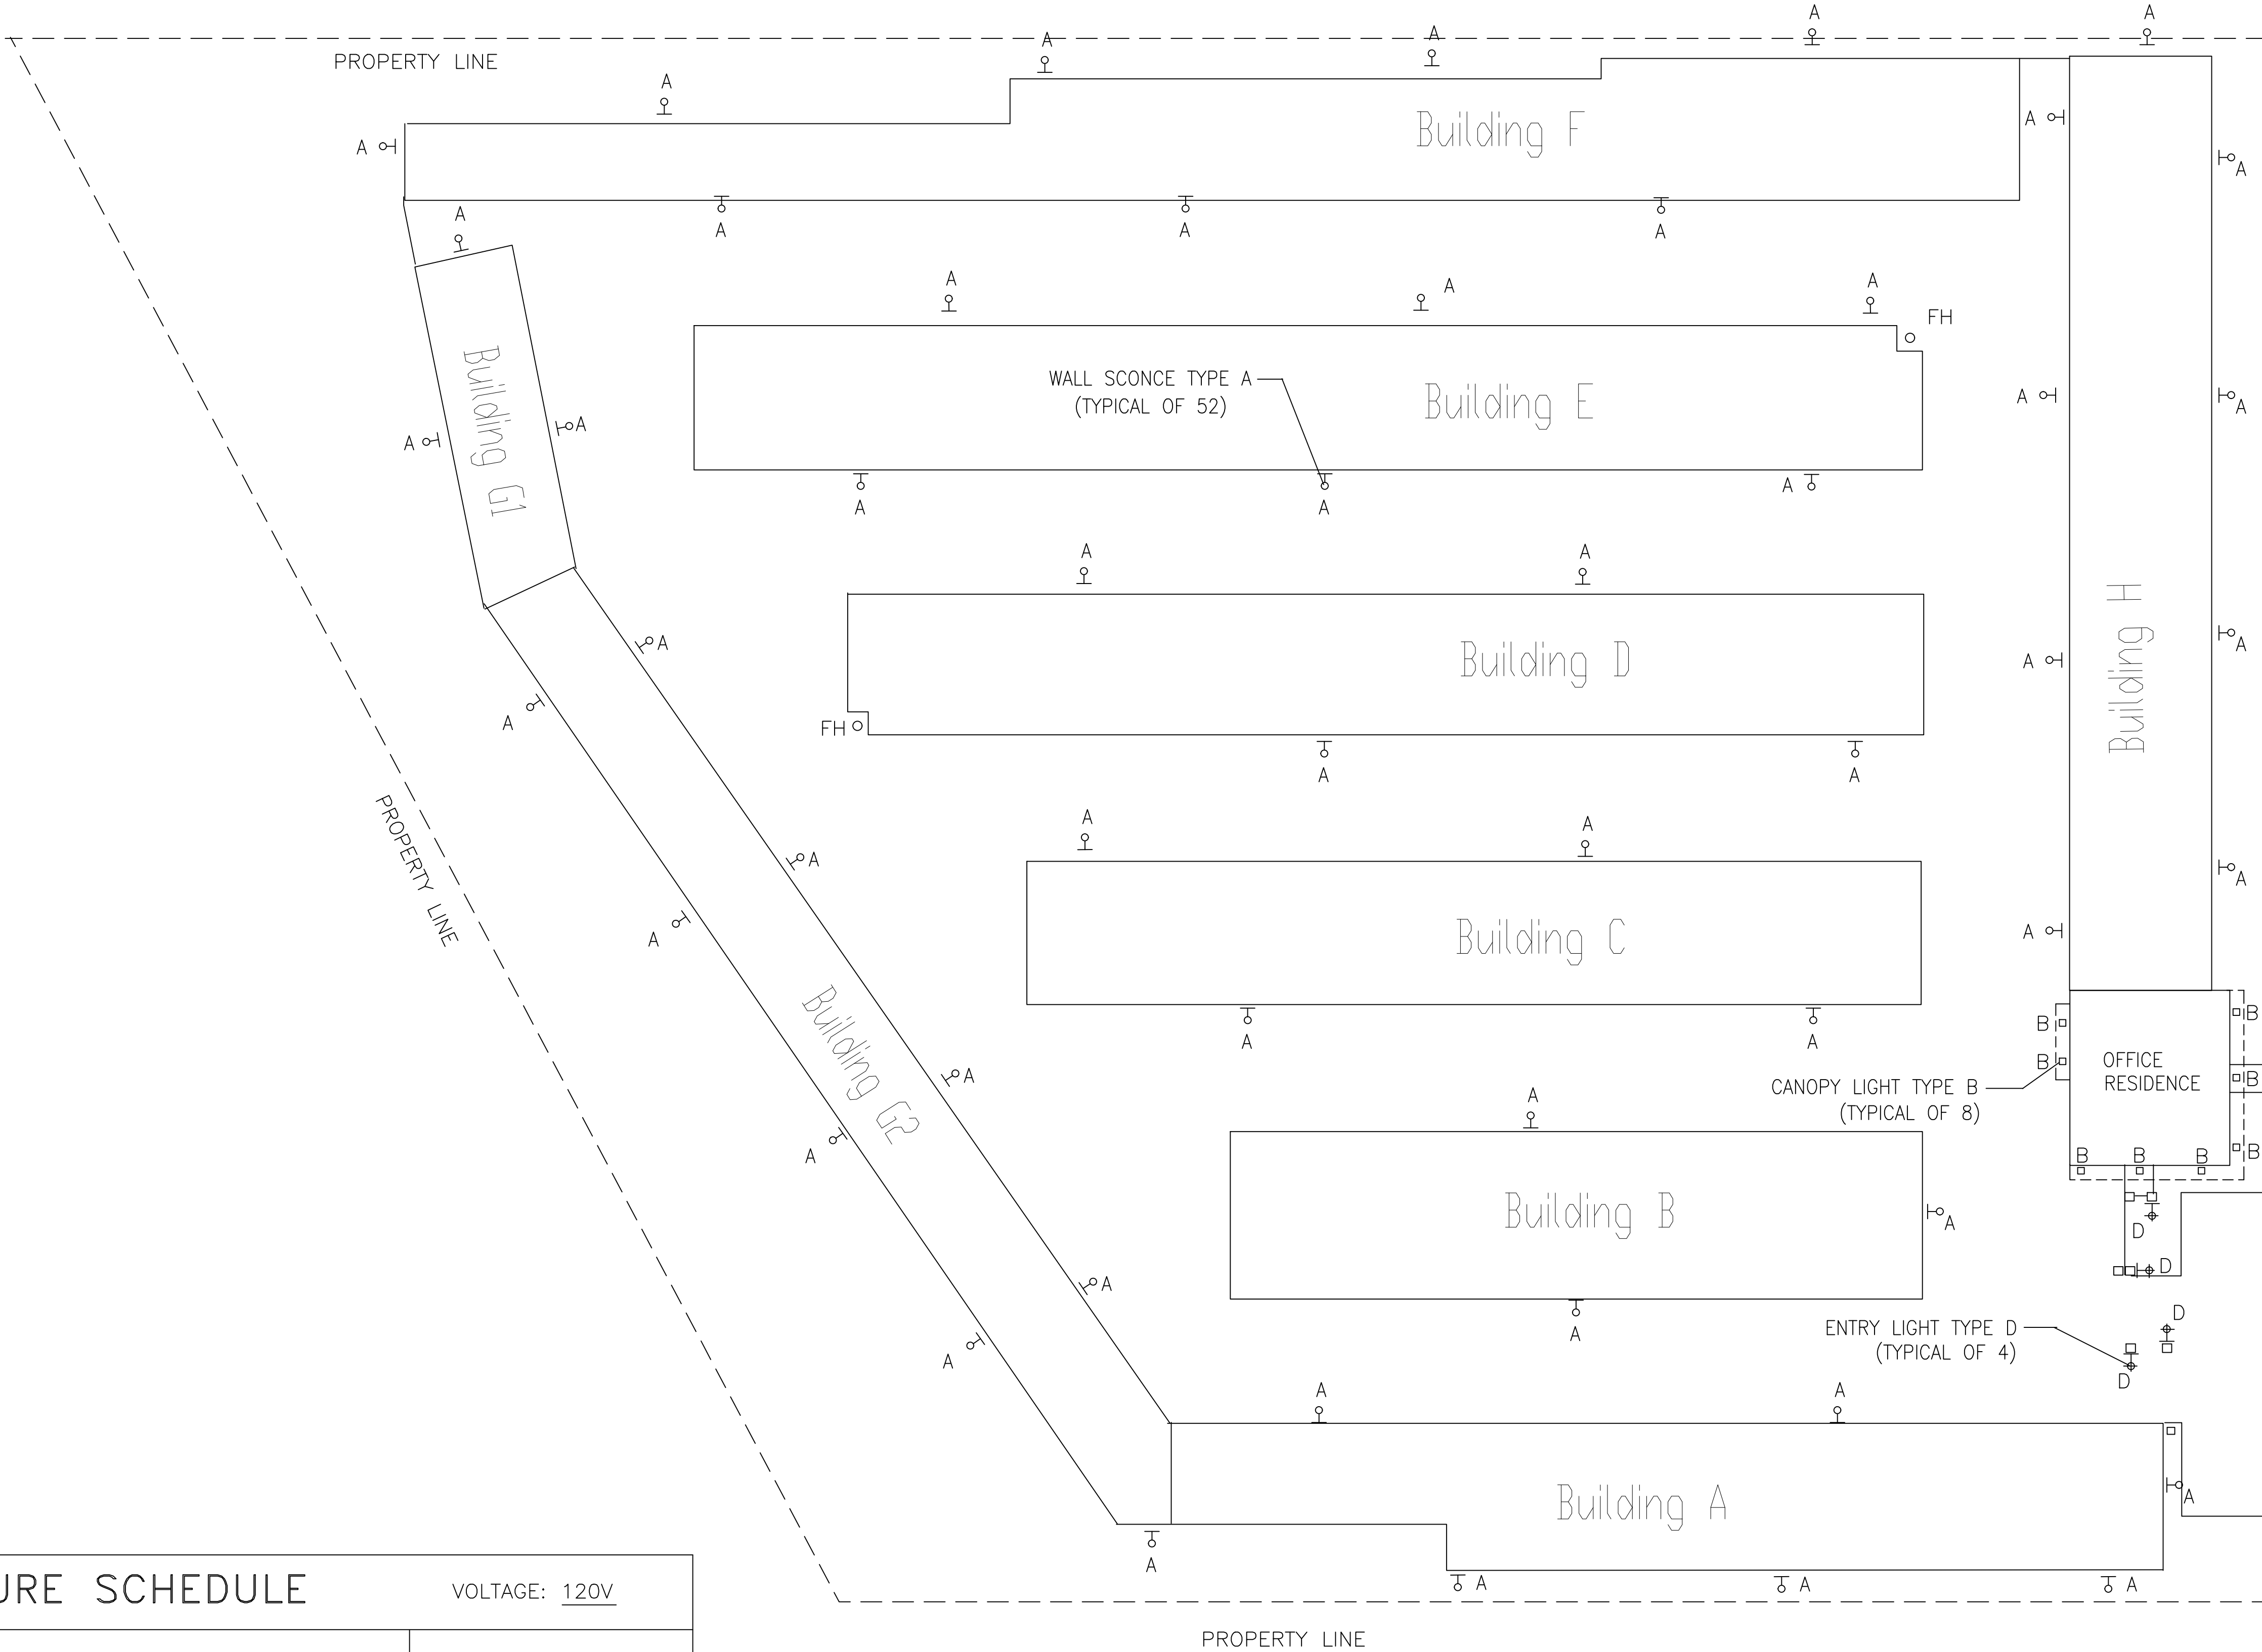 A
A
A
A
A
PROPERTY LINE
A
Building F
A
A
A
A
A
A
A
A
A
A
A
FH
Building G1
WALL SCONCE TYPE A
(TYPICAL OF 52)
Building E
A
A
A
A
A
A
A
A
A
A
Building H
A
A
Building D
A
A
FH
A
A
PROPERTY LINE
A
A
A
A
A
Building C
A
A
Building G2
B
B
A
A
B
OFFICE
RESIDENCE
A
B
B
CANOPY LIGHT TYPE B
(TYPICAL OF 8)
A
A
B
B
B
B
Building B
A
D
D
A
A
D
ENTRY LIGHT TYPE D
(TYPICAL OF 4)
A
D
A
A
Building A
A
A
A
A
A
URE SCHEDULE
VOLTAGE: 120V
PROPERTY LINE